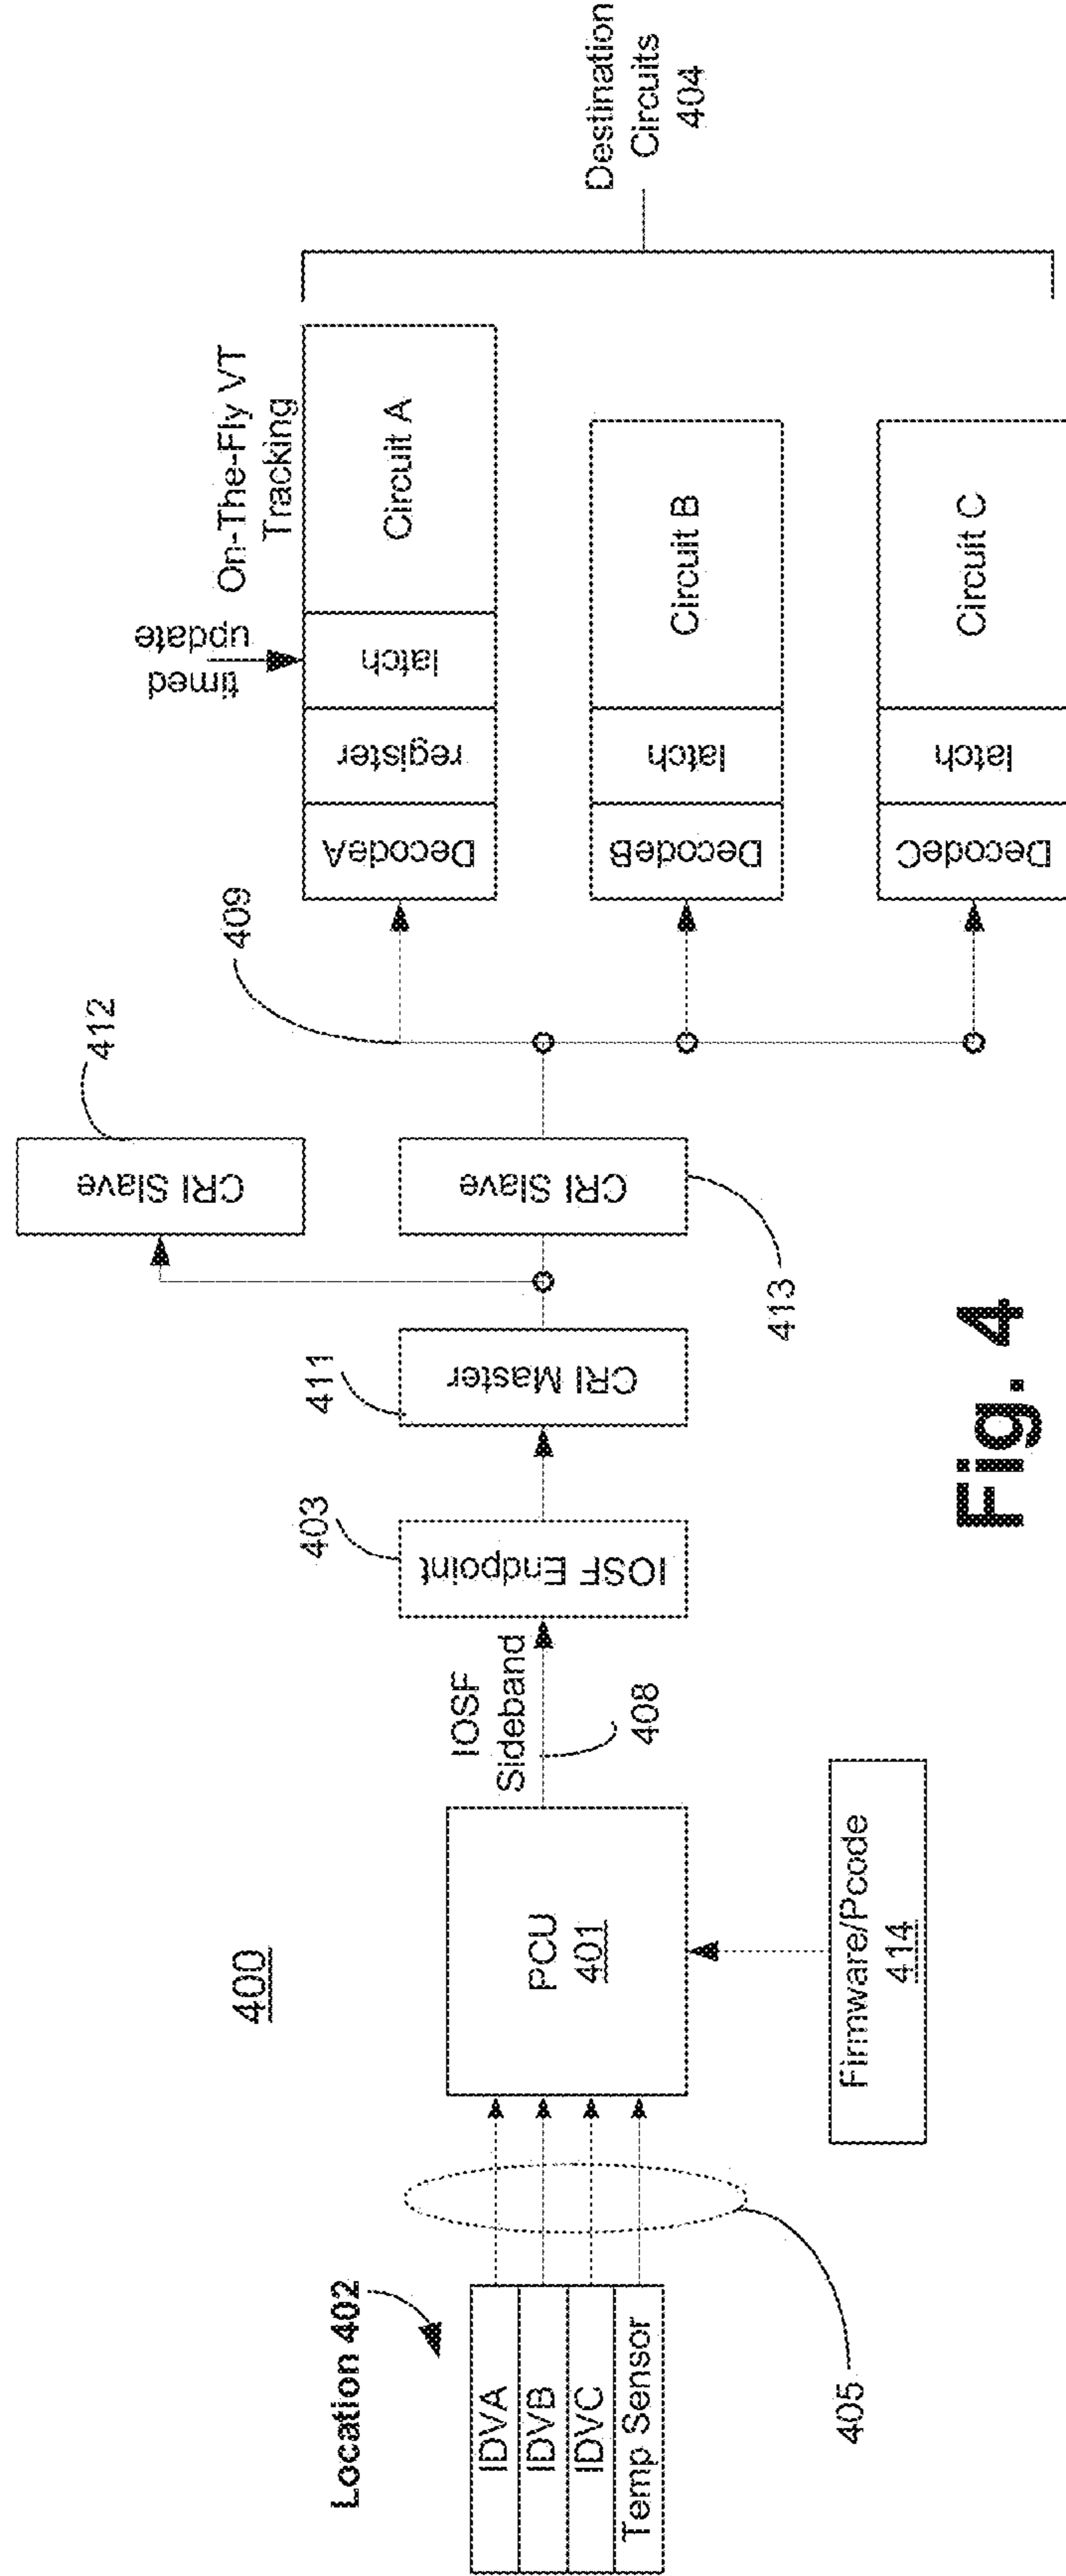 400
Location 402
IDVA
IDVB
IDVC
Temp Sensor
405
PCU
401
Firmware/Pcode
414
IOSF
Sideband
408
403
IOSF Endpoint
411
CRI Master
412
CRI Slave
CRI Slave
413
409
timed
update
On-The-Fly VT
Tracking
DecodeA
register
latch
Circuit A
DecodeB
latch
Circuit B
DecodeC
latch
Circuit C
Destination
Circuits
404
Fig. 4